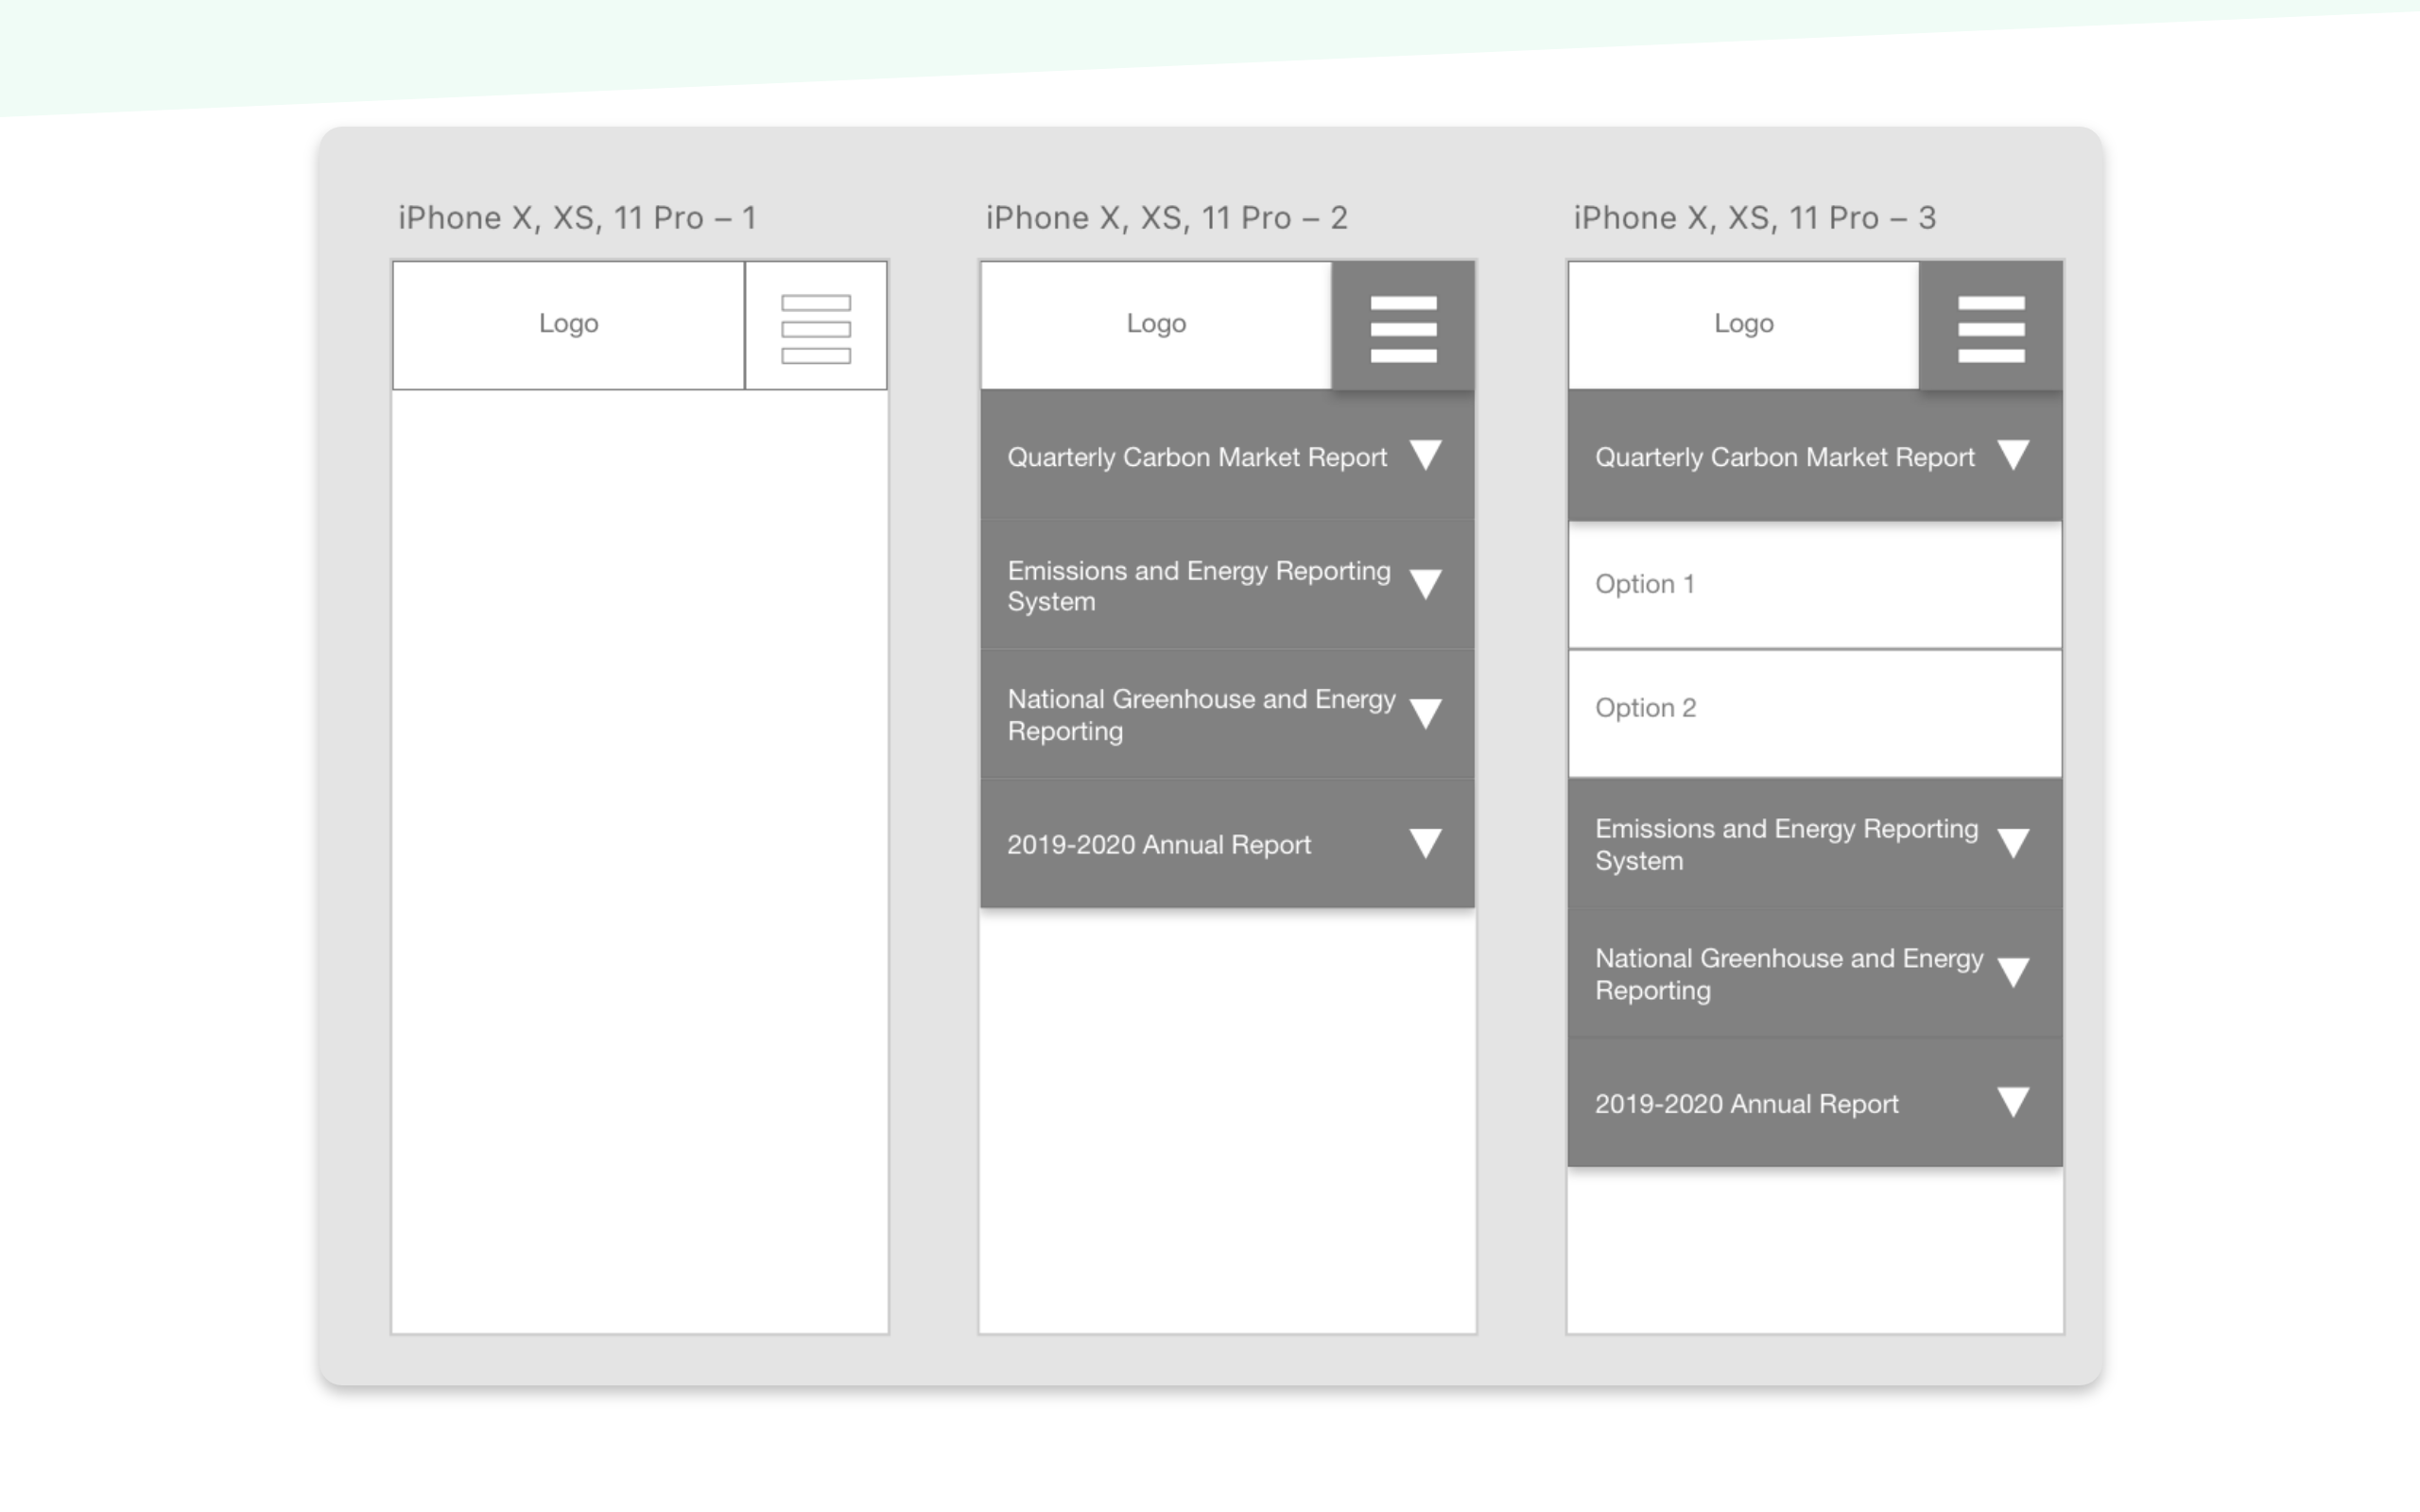 iPhone X, XS, 11 Pro – 1
Logo
iPhone X, XS, 11 Pro – 2
Logo
Quarterly Carbon Market Report
Emissions and Energy Reporting
System
National Greenhouse and Energy
Reporting
2019-2020 Annual Report
iPhone X, XS, 11 Pro – 3
Logo
Quarterly Carbon Market Report
Option 1
Option 2
Emissions and Energy Reporting
System
National Greenhouse and Energy
Reporting
2019-2020 Annual Report